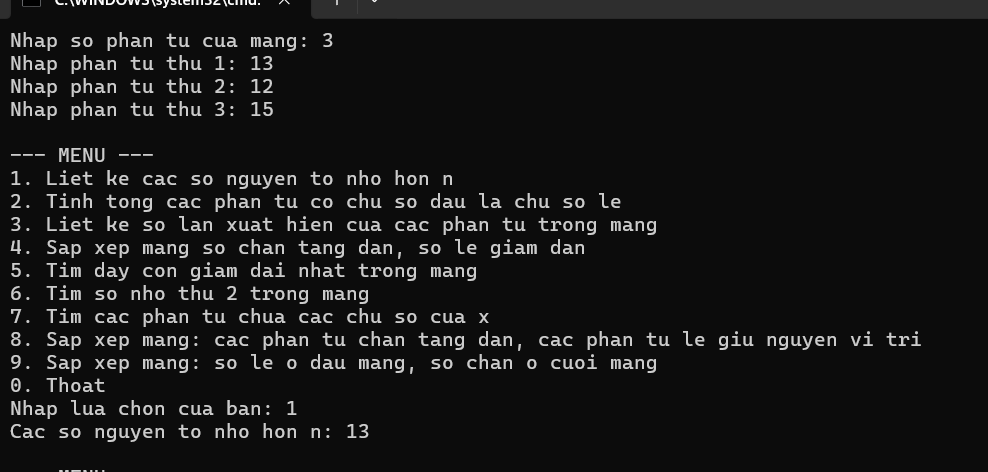 C:\WINDOWS\system32\cmd.
Nhap so phan tu cua mang: 3
Nhap phan tu thu 1: 13
Nhap phan tu thu 2: 12
Nhap phan tu thu 3: 15
--- MENU ---
1. Liet ke cac so nguyen to nho hon n
2. Tinh tong cac phan tu co chu so dau la chu so le
3. Liet ke so lan xuat hien cua cac phan tu trong mang
4. Sap xep mang so chan tang dan, so le giam dan
5. Tim day con giam dai nhat trong mang
6. Tim so nho thu 2 trong mang
7. Tim cac phan tu chua cac chu so cua x
8. Sap xep mang: cac phan tu chan tang dan, cac phan tu le giu nguyen vi tri
9. Sap xep mang: so le o dau mang, so chan o cuoi mang
0. Thoat
Nhap lua chon cua ban: 1
Cac so nguyen to nho hon n: 13
--- MENU ---